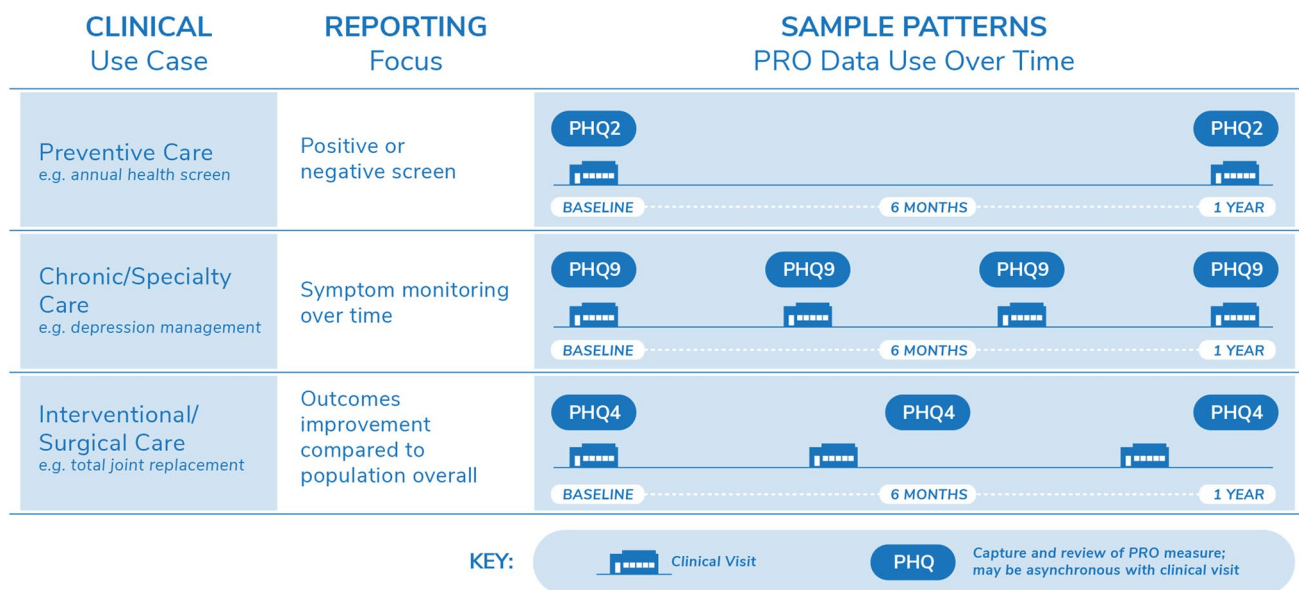 CLINICAL
Use Case
REPORTING
Focus
SAMPLE PATTERNS
PRO Data Use Over Time
Preventive Care
e.g. annual health screen
Positive or
negative screen
PHQ2
PHQ2
BASELINE
6 MONTHS
1 YEAR
Chronic/Specialty
Care
e.g. depression management
Symptom monitoring
over time
PHQ9
PHQ9
PHQ9
PHQ9
BASELINE
6 MONTHS
1 YEAR
Interventional/
Surgical Care
e.g. total joint replacement
Outcomes
improvement
compared to
population overall
PHQ4
PHQ4
PHQ4
BASELINE
6 MONTHS
1 YEAR
KEY:
Clinical Visit
PHQ
Capture and review of PRO measure;
may be asynchronous with clinical visit